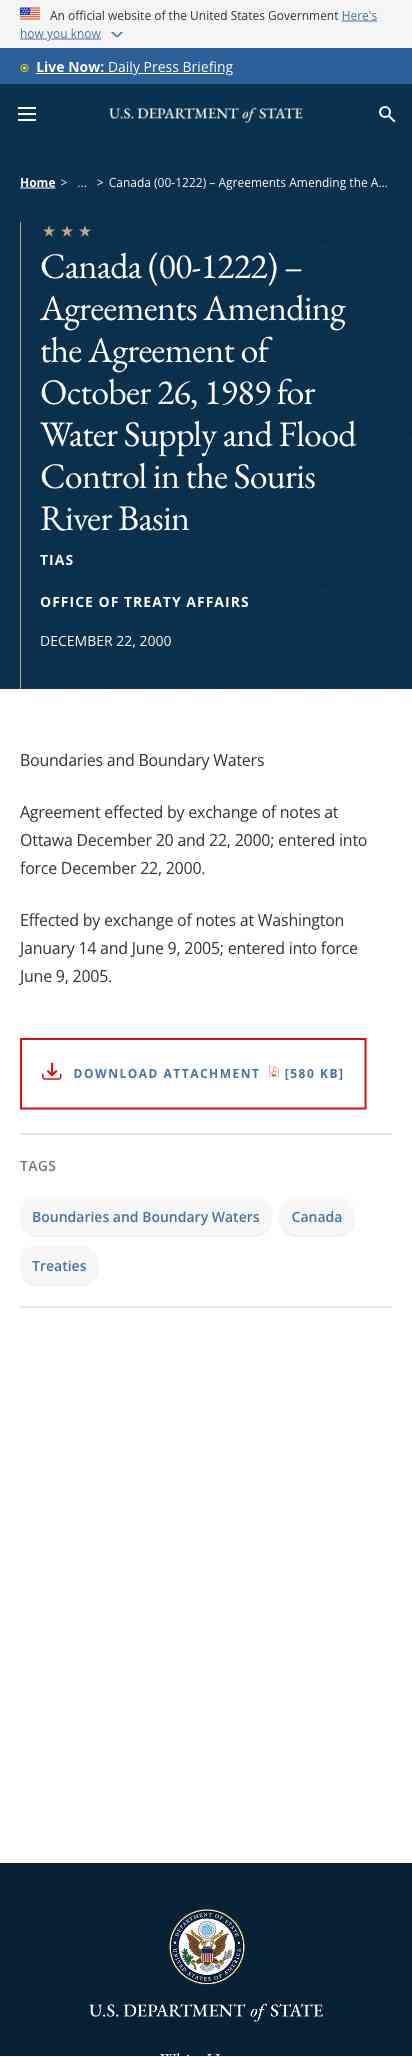 An official website of the United States Government Here's
how you know
Live Now: Daily Press Briefing
U.S. DEPARTMENT of STATE
Home > … > Canada (00-1222) – Agreements Amending the A…
Canada (00-1222) –
Agreements Amending
the Agreement of
October 26, 1989 for
Water Supply and Flood
Control in the Souris
River Basin
TIAS
OFFICE OF TREATY AFFAIRS
DECEMBER 22, 2000
Boundaries and Boundary Waters
Agreement effected by exchange of notes at
Ottawa December 20 and 22, 2000; entered into
force December 22, 2000.
Effected by exchange of notes at Washington
January 14 and June 9, 2005; entered into force
June 9, 2005.
DOWNLOAD ATTACHMENT [580 KB]
TAGS
Boundaries and Boundary Waters
Canada
Treaties
DEPARTMENT OF STATE
UNITED STATES OF AMERICA
U.S. DEPARTMENT of STATE